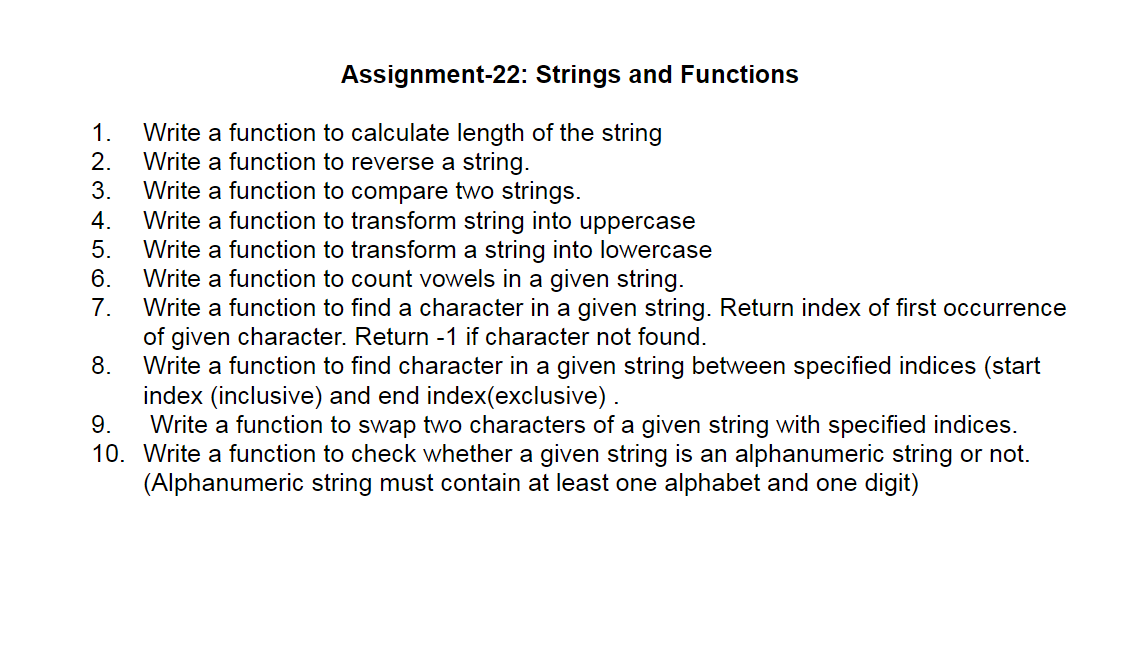 Assignment-22: Strings and Functions
1. Write a function to calculate length of the string
2. Write a function to reverse a string.
3. Write a function to compare two strings.
4. Write a function to transform string into uppercase
5. Write a function to transform a string into lowercase
6. Write a function to count vowels in a given string.
7. Write a function to find a character in a given string. Return index of first occurrence
of given character. Return -1 if character not found.
8. Write a function to find character in a given string between specified indices (start
index (inclusive) and end index(exclusive) .
9. Write a function to swap two characters of a given string with specified indices.
10. Write a function to check whether a given string is an alphanumeric string or not.
(Alphanumeric string must contain at least one alphabet and one digit)